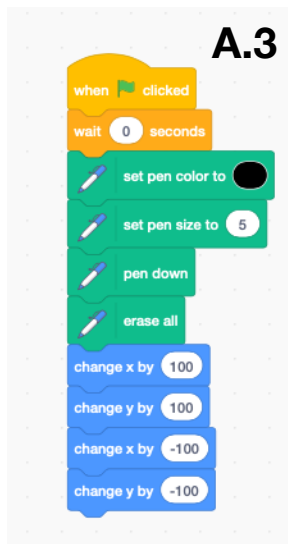 A.3
when clicked
wait 0 seconds
set pen color to
set pen size to 5
pen down
erase all
change x by 100
change y by 100
change x by -100
change y by -100